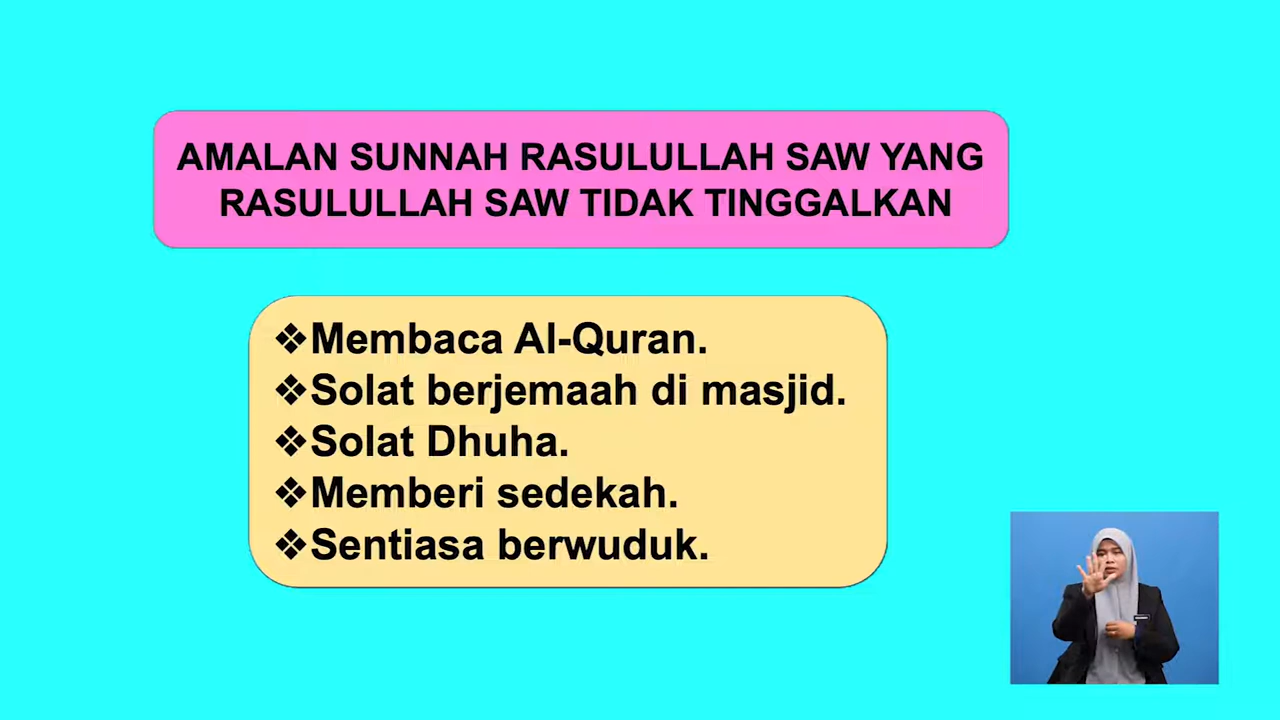 AMALAN SUNNAH RASULULLAH SAW YANG
RASULULLAH SAW TIDAK TINGGALKAN
❖Membaca Al-Quran.
❖Solat berjemaah di masjid.
❖Solat Dhuha.
❖Memberi sedekah.
❖Sentiasa berwuduk.